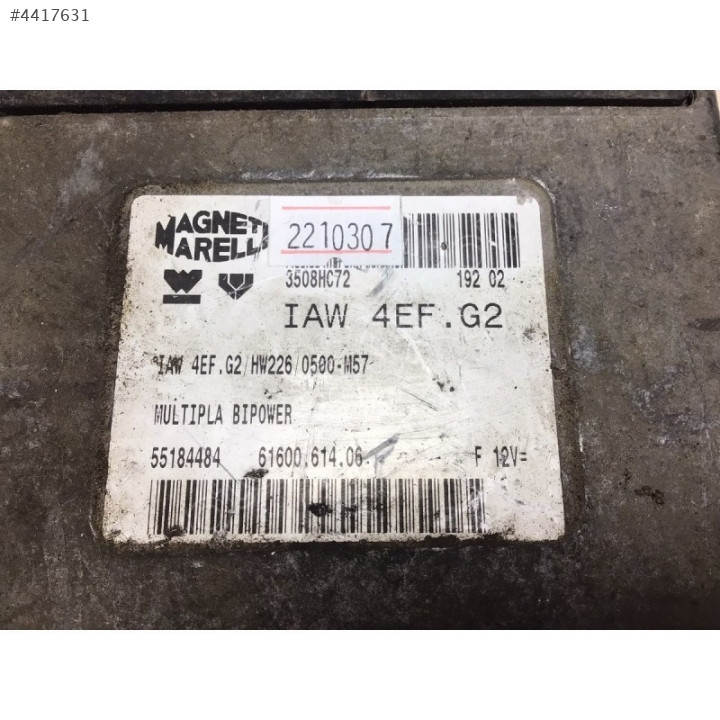 #4417631
MAGNETI
MARELLI
2210307
3508HC72 192 02
IAW 4EF.G2
IAW 4EF.G2/HW226/0500-M57
MULTIPLA BIPOWER
55184484 61600.614.06 F 12V=